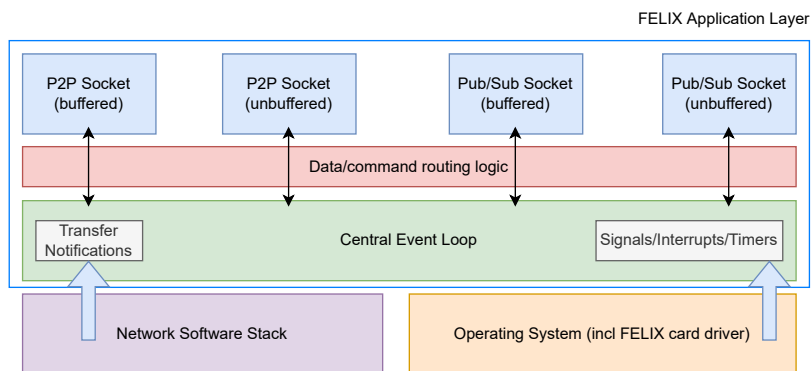 FELIX Application Layer
P2P Socket
(buffered)
P2P Socket
(unbuffered)
Pub/Sub Socket
(buffered)
Pub/Sub Socket
(unbuffered)
Data/command routing logic
Transfer
Notifications
Central Event Loop
Signals/Interrupts/Timers
Network Software Stack
Operating System (incl FELIX card driver)